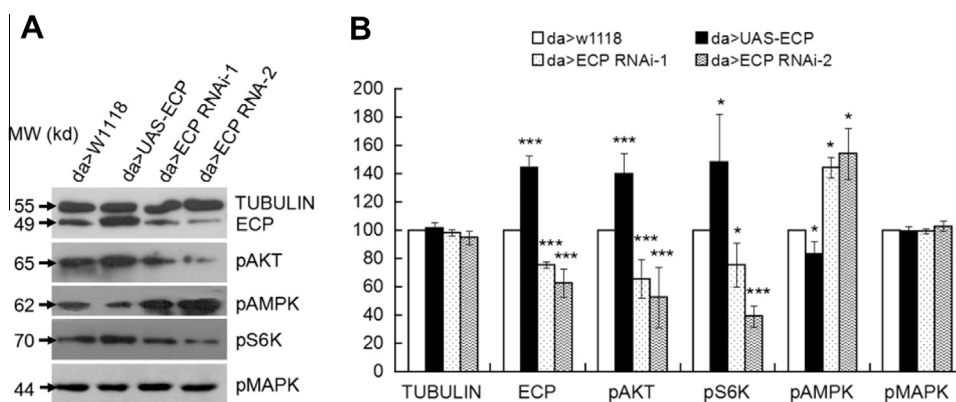 A
MW (kd)
da>W1118
da>UAS-ECP
da>ECP RNAi-1
da>ECP RNA-2
55
TUBULIN
49
ECP
65
pAKT
62
pAMPK
70
pS6K
44
pMAPK
B
da>w1118
da>UAS-ECP
da>ECP RNAi-1
da>ECP RNAi-2
200
180
160
140
120
100
80
60
40
20
0
***
***
***
***
***
***
*
*
***
*
*
*
TUBULIN
ECP
pAKT
pS6K
pAMPK
pMAPK